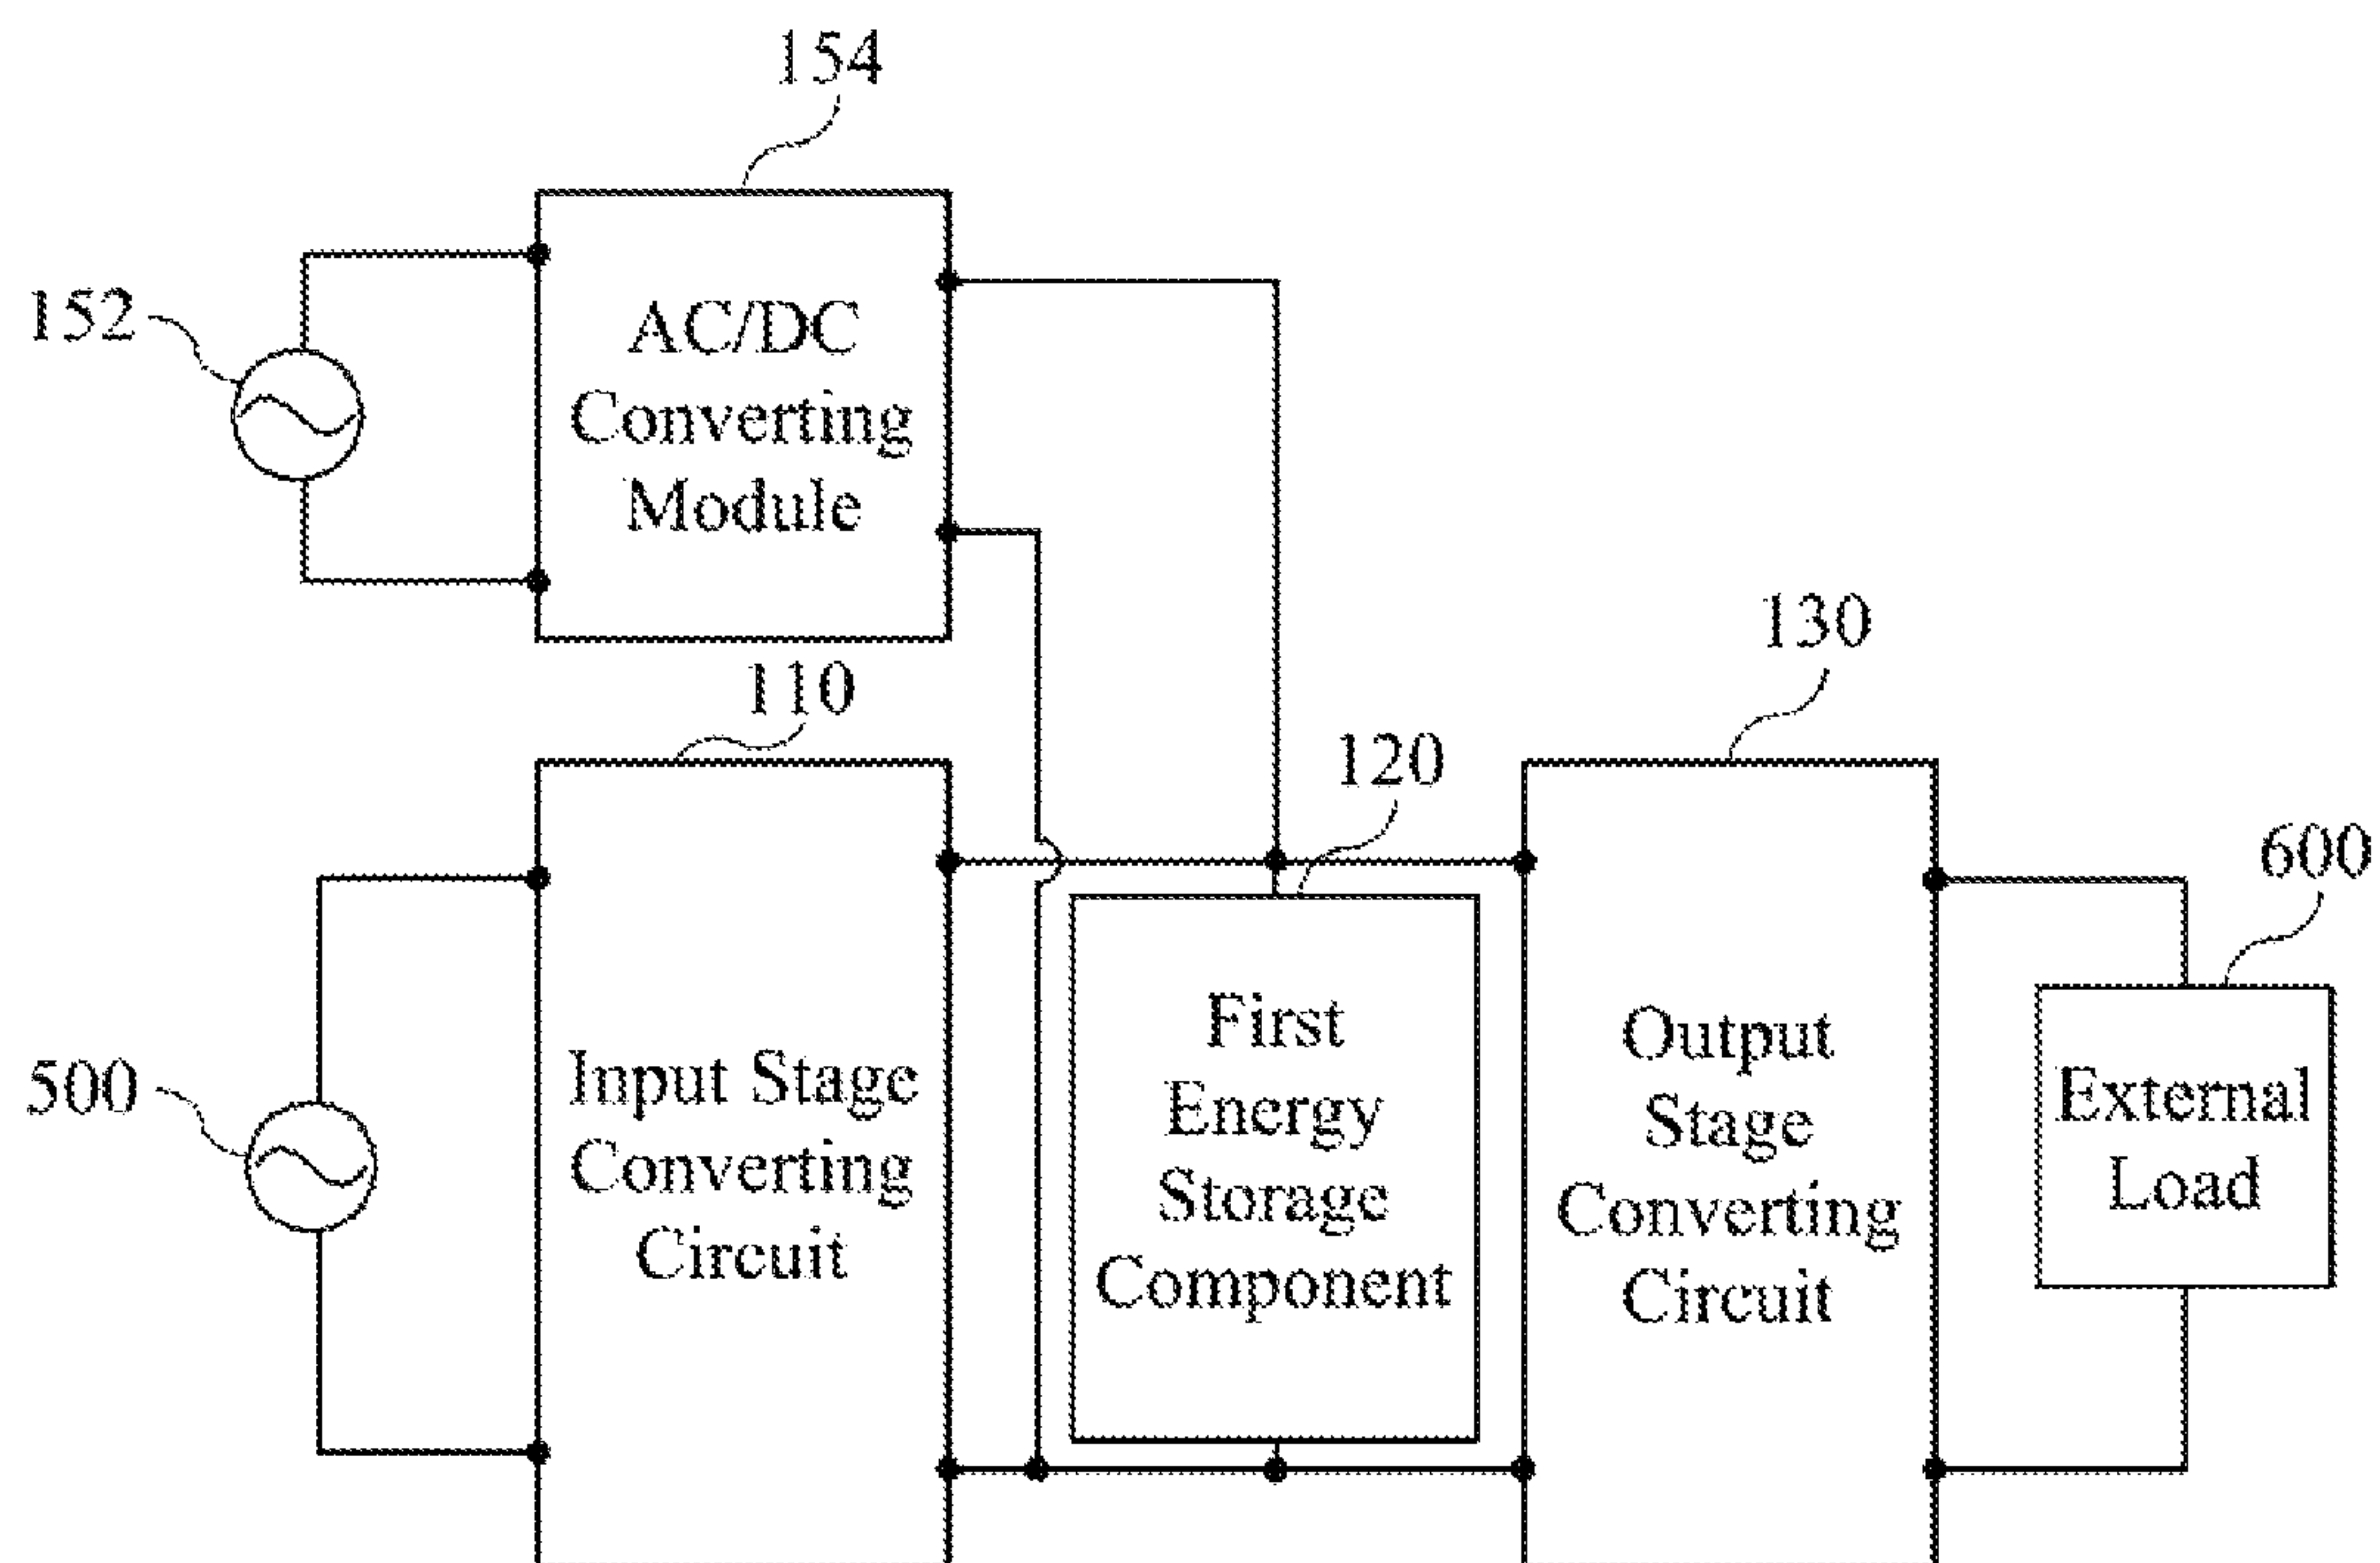 154
152
AC/DC
Converting
Module
110
130
120
600
500
Input Stage
Converting
Circuit
First
Energy
Storage
Component
Output
Stage
Converting
Circuit
External
Load